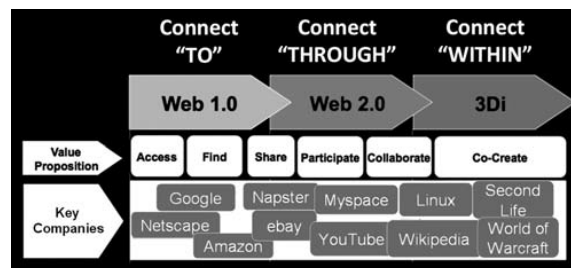 Connect Connect Connect
"TO" "THROUGH" "WITHIN"
Web 1.0 Web 2.0 3Di
Value
Proposition
Access Find Share Participate Collaborate Co-Create
Key
Companies
Google Napster Myspace Linux Second
Life
Netscape Amazon ebay YouTube Wikipedia World of
Warcraft